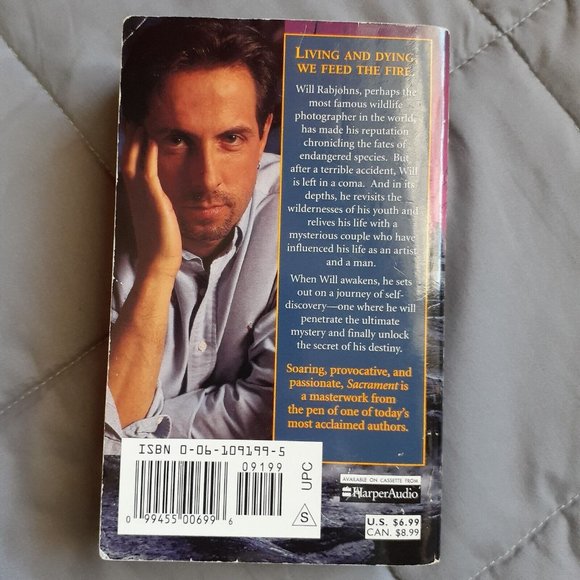 LIVING AND DYING,
WE FEED THE FIRE.
Will Rabjohns, perhaps the
most famous wildlife
photographer in the world,
has made his reputation
chronicling the fates of
endangered species. But
after a terrible accident, Will
is left in a coma. And in its
depths, he revisits the
wildernesses of his youth and
relives his life with a
mysterious couple who have
influenced his life as an artist
and a man.
When Will awakens, he sets
out on a journey of self-
discovery—one where he will
penetrate the ultimate
mystery and finally unlock
the secret of his destiny.
Soaring, provocative, and
passionate, Sacrament is
a masterwork from
the pen of one of today's
most acclaimed authors.
ISBN 0-06-109199-5
09199
0 99455 00699 6
UPC
S
AVAILABLE ON CASSETTE FROM
HarperAudio
U.S. $6.99
CAN. $8.99